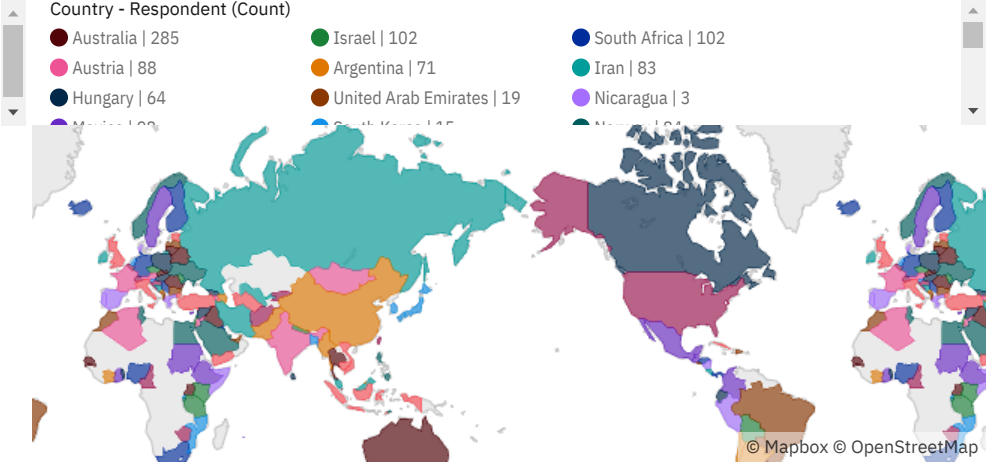 Country - Respondent (Count)
Australia | 285
Israel | 102
South Africa | 102
Austria | 88
Argentina | 71
Iran | 83
Hungary | 64
United Arab Emirates | 19
Nicaragua | 3
© Mapbox © OpenStreetMap